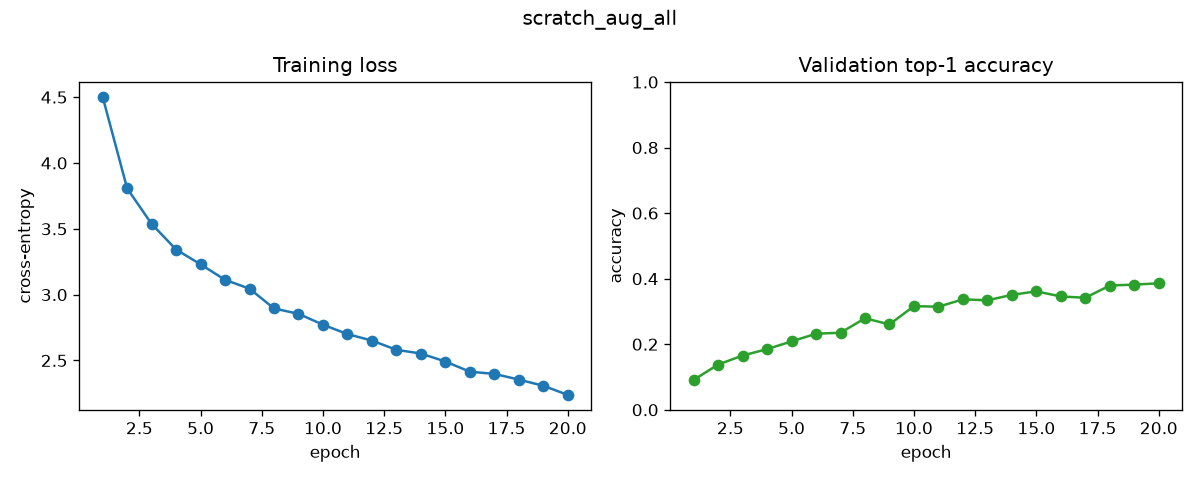 scratch_aug_all
Training loss
cross-entropy
4.5
4.0
3.5
3.0
2.5
2.5 5.0 7.5 10.0 12.5 15.0 17.5 20.0
epoch
Validation top-1 accuracy
accuracy
1.0
0.8
0.6
0.4
0.2
0.0
2.5 5.0 7.5 10.0 12.5 15.0 17.5 20.0
epoch